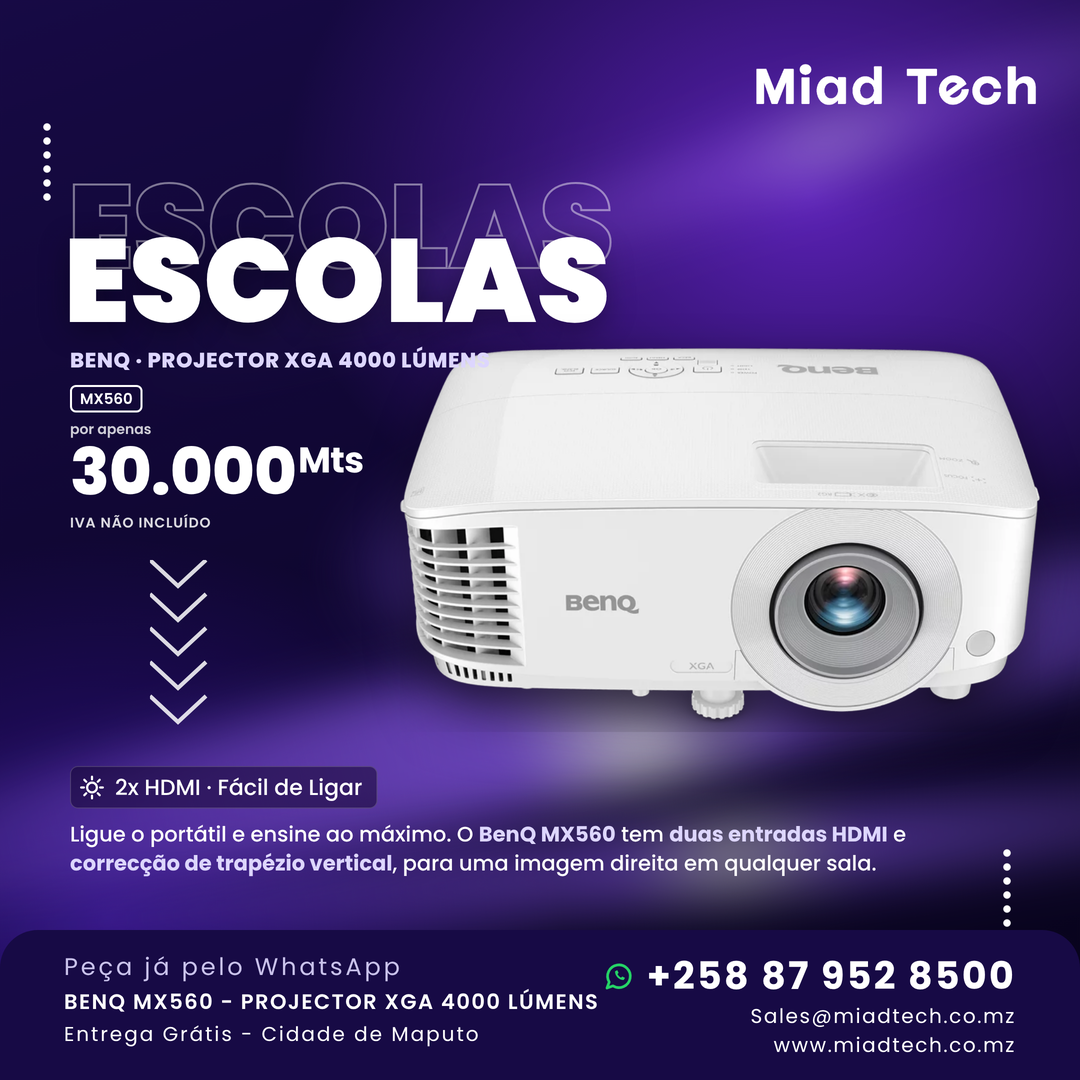 Miad Tech
ESCOLAS
ESCOLAS
BENQ · PROJECTOR XGA 4000 LÚMENS
MX560
por apenas
30.000Mts
IVA NÃO INCLUÍDO
BenQ
BenQ
XGA
2x HDMI · Fácil de Ligar
Ligue o portátil e ensine ao máximo. O BenQ MX560 tem duas entradas HDMI e
correcção de trapézio vertical, para uma imagem direita em qualquer sala.
Peça já pelo WhatsApp
BENQ MX560 - PROJECTOR XGA 4000 LÚMENS
Entrega Grátis - Cidade de Maputo
+258 87 952 8500
Sales@miadtech.co.mz
www.miadtech.co.mz